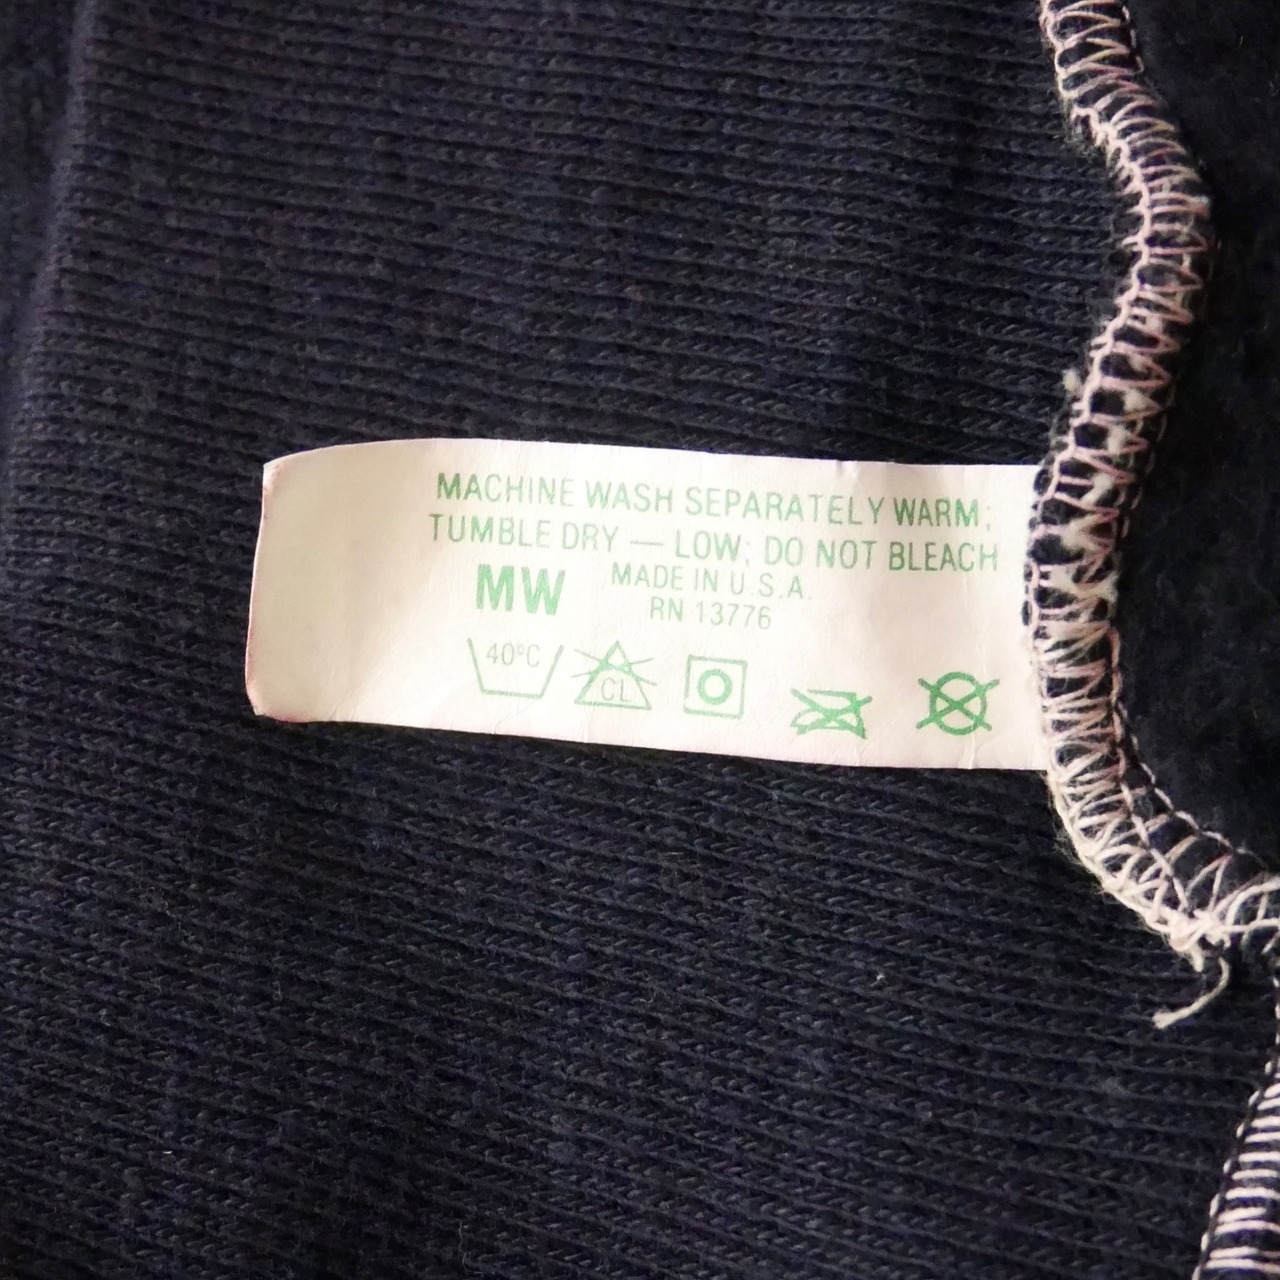 MACHINE WASH SEPARATELY WARM;
TUMBLE DRY — LOW; DO NOT BLEACH
MW MADE IN U.S.A.
RN 13776
40°C CL